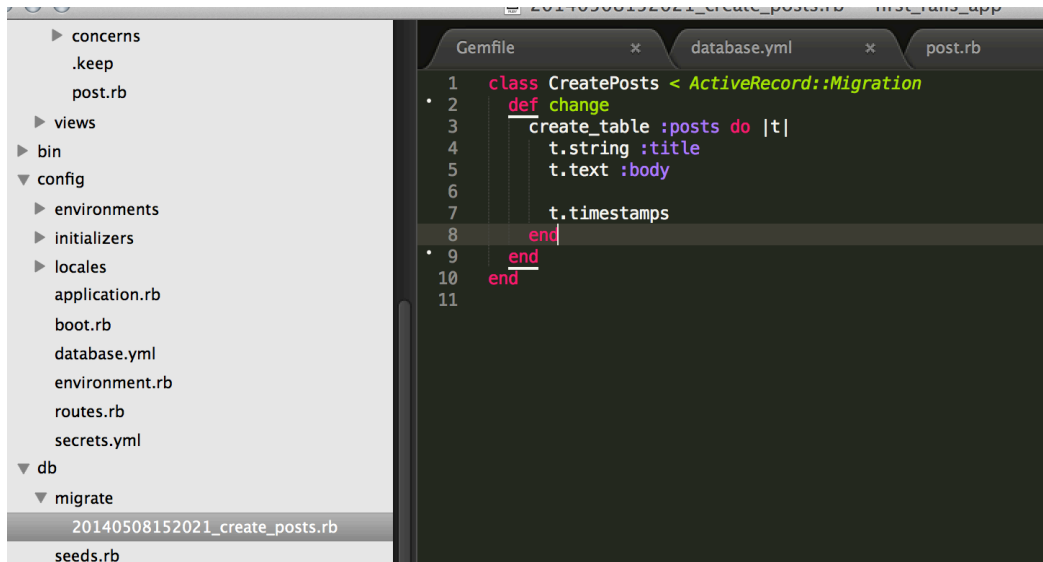 20140508152021_create_posts.rb — first_rails_app
concerns
.keep
post.rb
views
bin
config
environments
initializers
locales
application.rb
boot.rb
database.yml
environment.rb
routes.rb
secrets.yml
db
migrate
20140508152021_create_posts.rb
seeds.rb
Gemfile × database.yml × post.rb
1 class CreatePosts < ActiveRecord::Migration
2 def change
3 create_table :posts do |t|
4 t.string :title
5 t.text :body
6
7 t.timestamps
8 end
9 end
10 end
11